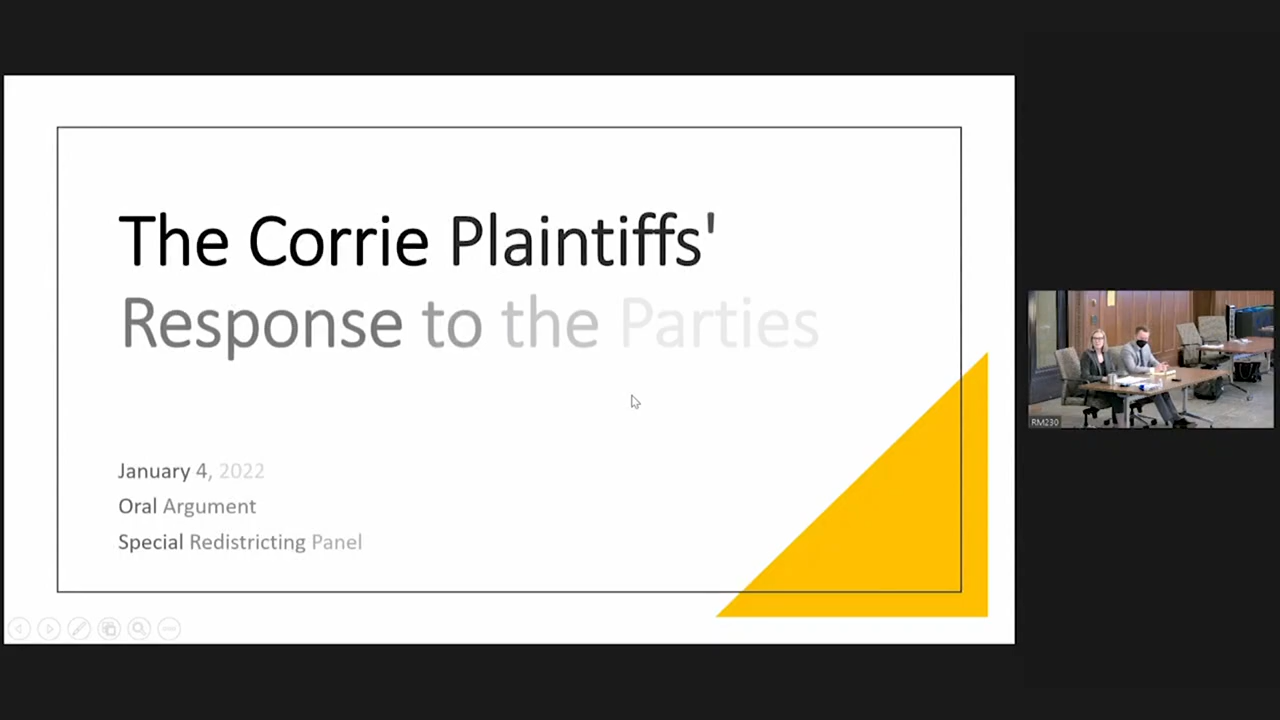 The Corrie Plaintiffs'
Response to the Parties
January 4, 2022
Oral Argument
Special Redistricting Panel
RM230